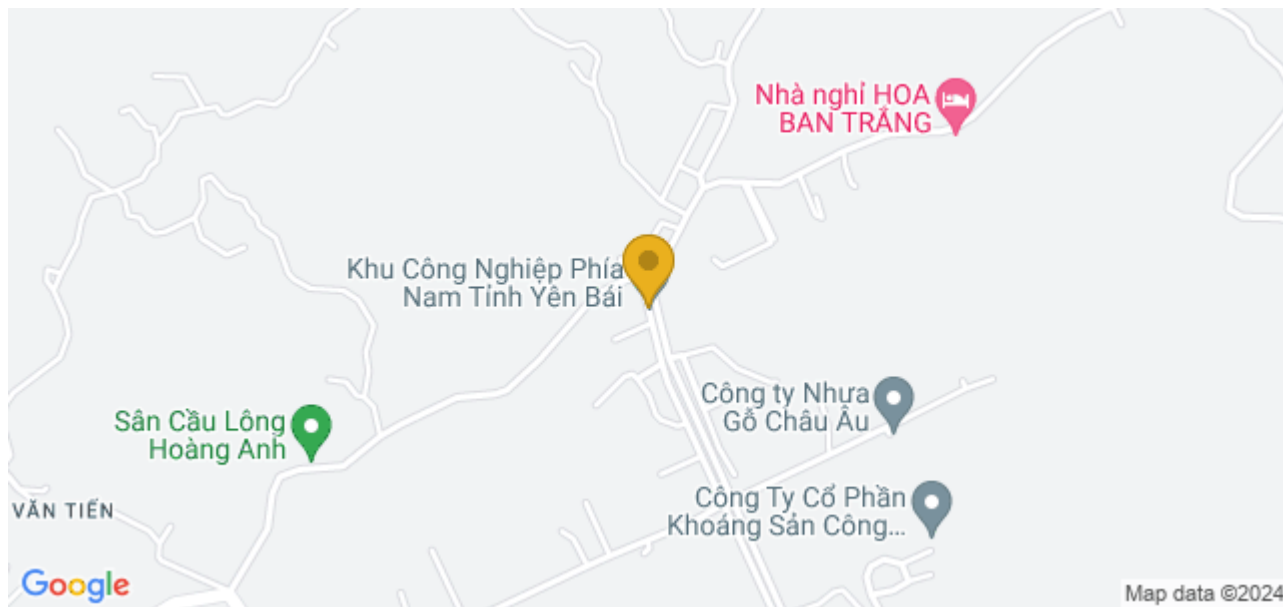 Nhà nghỉ HOA
BAN TRẮNG
Khu Công Nghiệp Phía
Nam Tỉnh Yên Bái
Công ty Nhựa
Gỗ Châu Âu
Sân Cầu Lông
Hoàng Anh
VĂN TIẾN
Công Ty Cổ Phần
Khoáng Sản Công...
Google
Map data ©2024